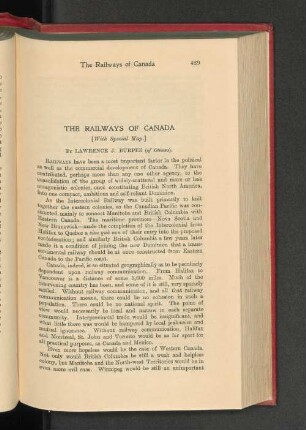 The Railways of Canada 459
THE RAILWAYS OF CANADA
[With Special Map.]
By LAWRENCE J. BURPEE (of Ottawa).
RAILWAYS have been a most important factor in the political
as well as the commercial development of Canada. They have
contributed, perhaps more than any one other agency, to the
consolidation of the group of widely-scattered and more or less
antagonistic colonies, once constituting British North America,
into one compact, ambitious and self-reliant Dominion.
As the Intercolonial Railway was built primarily to knit
together the eastern colonies, so the Canadian Pacific was con-
structed mainly to connect Manitoba and British Columbia with
Eastern Canada. The maritime provinces—Nova Scotia and
New Brunswick—made the completion of the Intercolonial from
Halifax to Quebec a sine qua non of their entry into the proposed
confederation; and similarly British Columbia a few years later
made it a condition of joining the new Dominion that a trans-
continental railway should be at once constructed from Eastern
Canada to the Pacific coast.
Canada, indeed, is so situated geographically as to be peculiarly
dependent upon railway communication. From Halifax to
Vancouver is a distance of some 3,000 miles. Much of the
intervening country has been, and some of it is still, very sparsely
settled. Without railway communication, and all that railway
communication means, there could be no cohesion in such a
population. There could be no national spirit. The point of
view would necessarily be local and narrow in each separate
community. Interprovincial trade would be insignificant, and
what little there was would be hampered by local jealousies and
mutual ignorance. Without railway communication, Halifax
and Montreal, St. John and Toronto would be as far apart for
all practical purposes, as Canada and Mexico.
Even more hopeless would be the case of Western Canada.
Not only would British Columbia be still a weak and helpless
colony, but Manitoba and the Northwest Territories would be in
even more evil case. Winnipeg would be still an unimportant